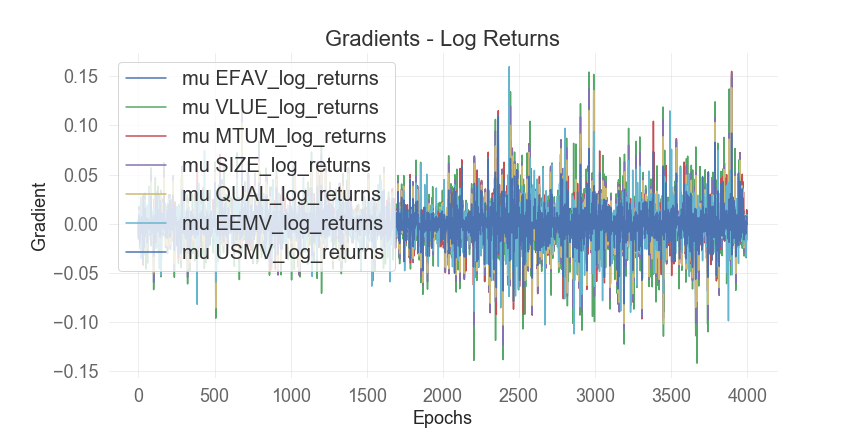 Gradients - Log Returns
mu EFAV_log_returns
mu VLUE_log_returns
mu MTUM_log_returns
mu SIZE_log_returns
mu QUAL_log_returns
mu EEMV_log_returns
mu USMV_log_returns
Gradient
0.15
0.10
0.05
0.00
−0.05
−0.10
−0.15
0 500 1000 1500 2000 2500 3000 3500 4000
Epochs